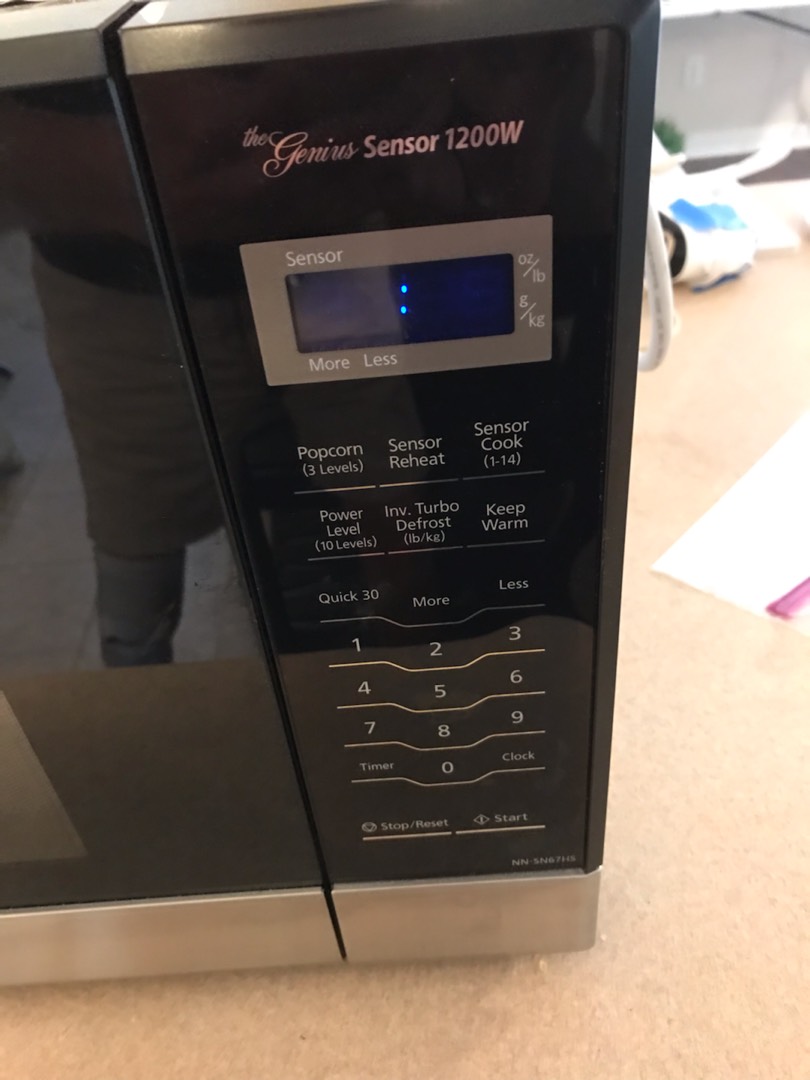 the Genius Sensor 1200W
Sensor
:
oz/lb
g/kg
More Less
Popcorn
(3 Levels)
Sensor
Reheat
Sensor
Cook
(1-14)
Power
Level
(10 Levels)
Inv. Turbo
Defrost
(lb/kg)
Keep
Warm
Quick 30
More
Less
1 2 3
4 5 6
7 8 9
Timer 0 Clock
Stop/Reset Start
NN-SN67HS